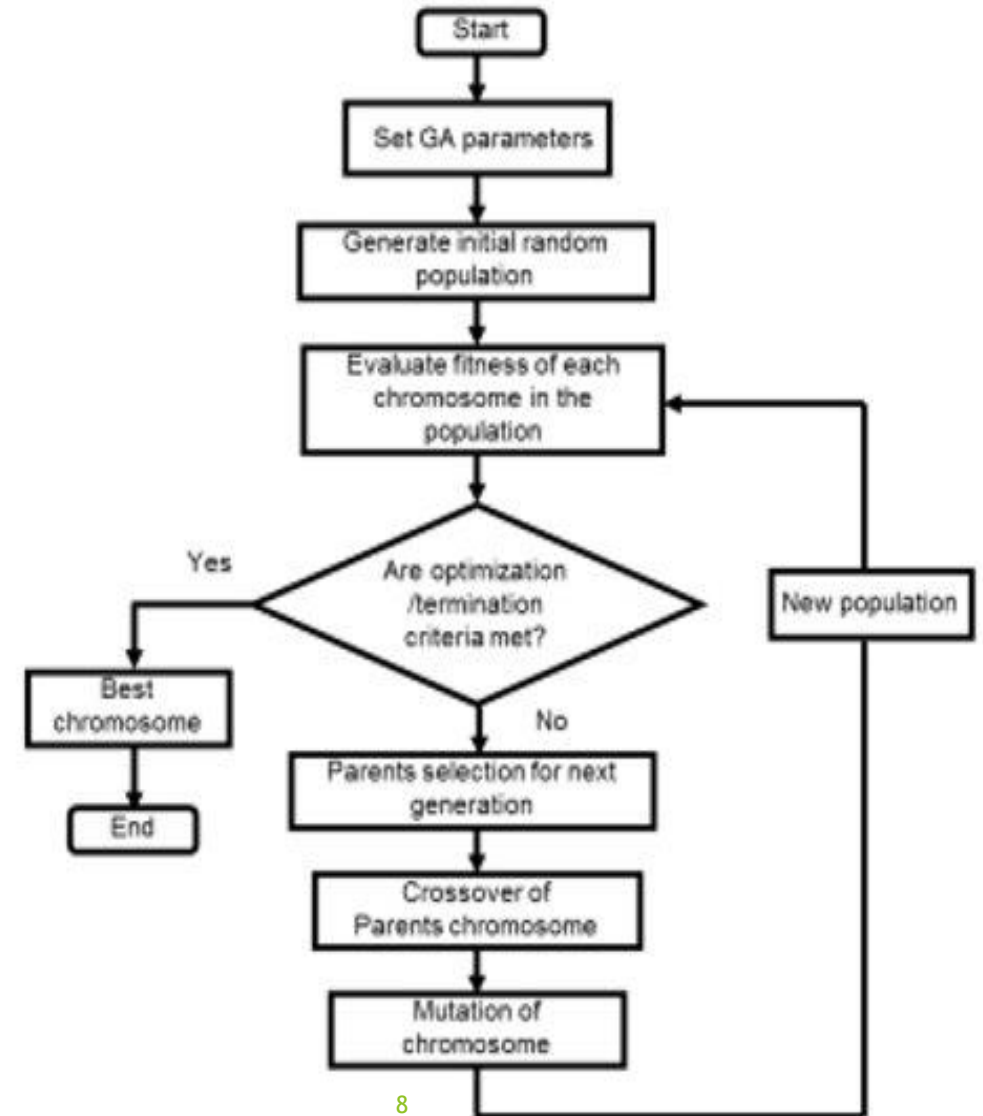 Start
Set GA parameters
Generate initial random
population
Evaluate fitness of each
chromosome in the
population
Yes
Are optimization
/termination
criteria met?
New population
Best
chromosome
No
Parents selection for next
generation
End
Crossover of
Parents chromosome
Mutation of
chromosome
8